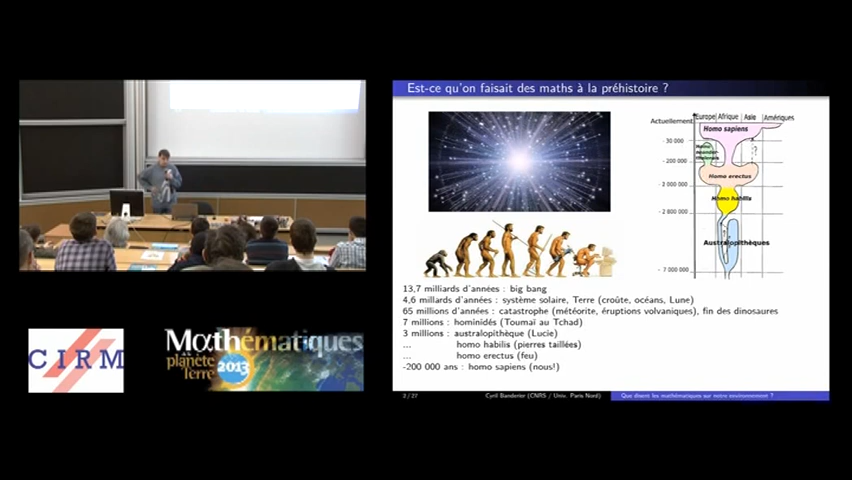 Est-ce qu'on faisait des maths à la préhistoire ?
Actuellement
Europe Afrique Asie Amériques
Homo sapiens
- 30 000
- 200 000
Homo erectus
- 2 000 000
Homo habilis
- 2 800 000
Australopithèques
- 7 000 000
13,7 milliards d'années : big bang
4,6 millards d'années : système solaire, Terre (croûte, océans, Lune)
65 millions d'années : catastrophe (météorite, éruptions volvaniques), fin des dinosaures
7 millions : hominidés (Toumaï au Tchad)
3 millions : australopithèque (Lucie)
... homo habilis (pierres taillées)
... homo erectus (feu)
-200 000 ans : homo sapiens (nous!)
2 / 27 Cyril Banderier (CNRS / Univ. Paris Nord) Que disent les mathématiques sur notre environnement ?
CIRM
Mαthématiques
planète
Terre 2013